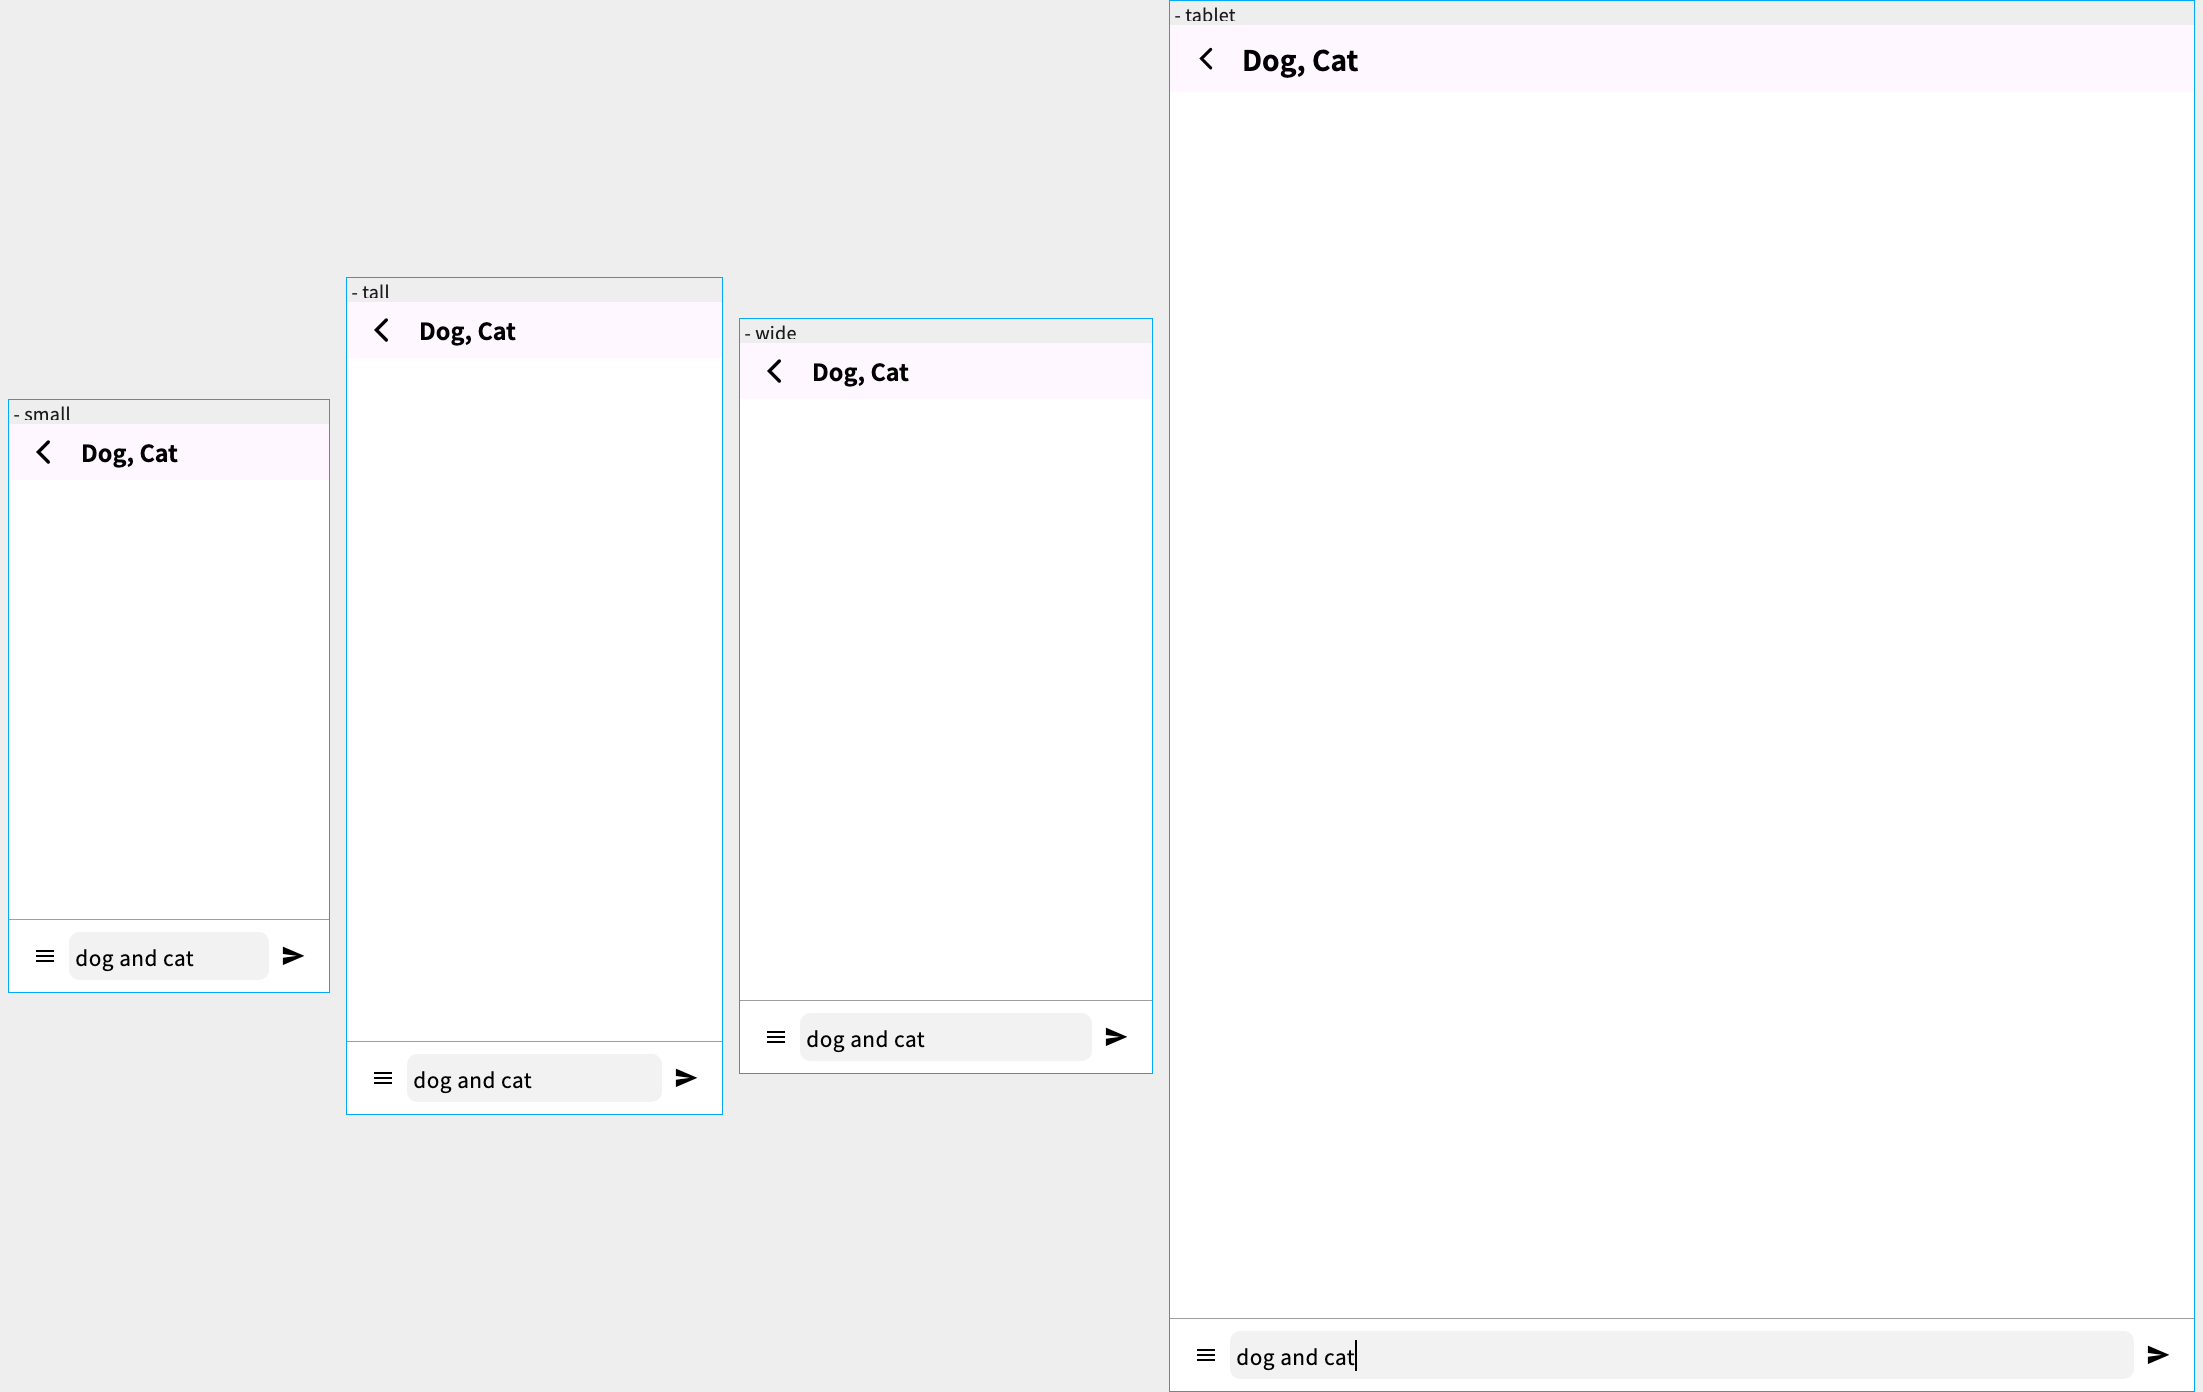 - small
Dog, Cat
dog and cat
- tall
Dog, Cat
dog and cat
- wide
Dog, Cat
dog and cat
- tablet
Dog, Cat
dog and cat